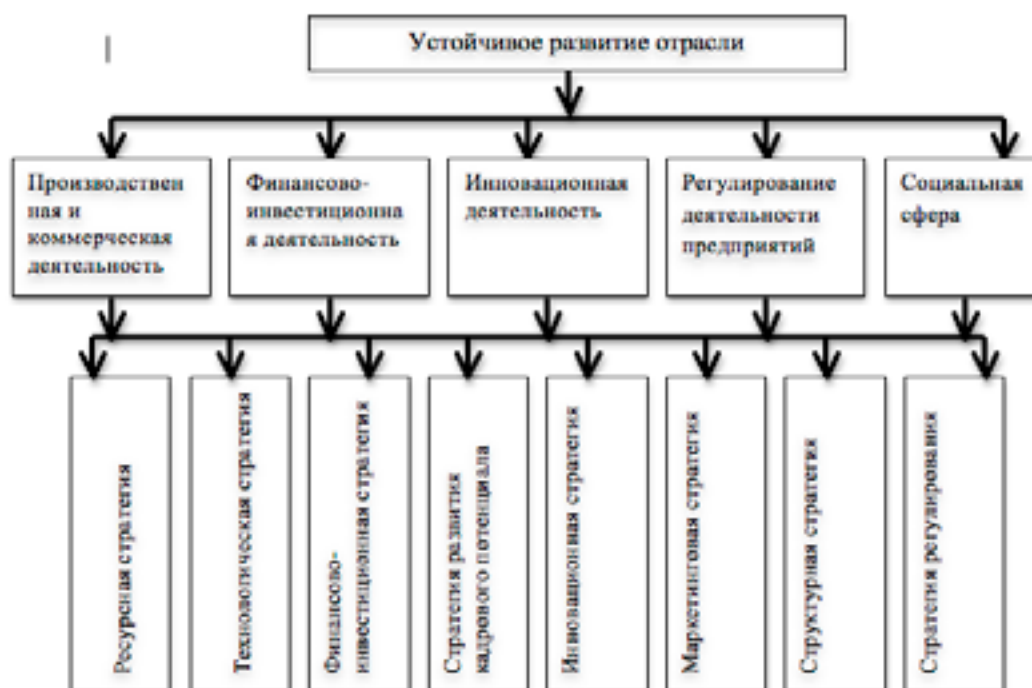 Устойчивое развитие отрасли
Производствен
ная и
коммерческая
деятельность
Финансово-
инвестиционна
я деятельность
Инновационная
деятельность
Регулирование
деятельности
предприятий
Социальная
сфера
Ресурсная стратегия
Технологическая стратегия
Финансово-
инвестиционная стратегия
Стратегия развития
кадрового потенциала
Инновационная стратегия
Маркетинговая стратегия
Структурная стратегия
Стратегия регулирования